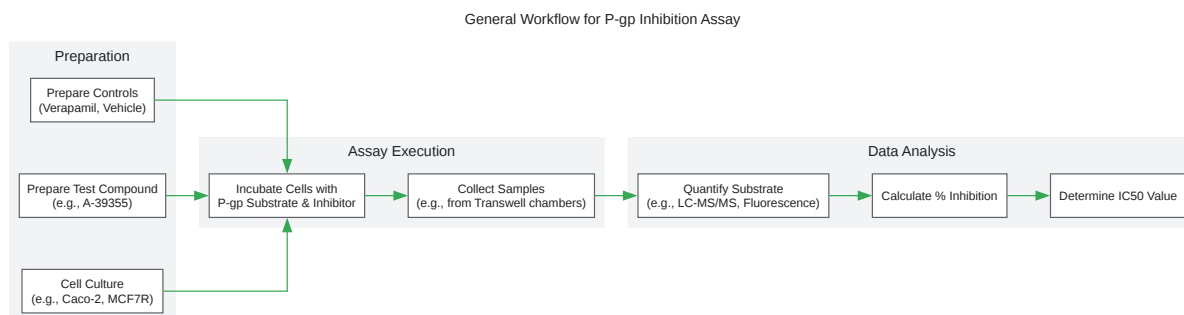 General Workflow for P-gp Inhibition Assay
Preparation
Prepare Controls
(Verapamil, Vehicle)
Prepare Test Compound
(e.g., A-39355)
Cell Culture
(e.g., Caco-2, MCF7R)
Assay Execution
Incubate Cells with
P-gp Substrate & Inhibitor
Collect Samples
(e.g., from Transwell chambers)
Data Analysis
Quantify Substrate
(e.g., LC-MS/MS, Fluorescence)
Calculate % Inhibition
Determine IC50 Value